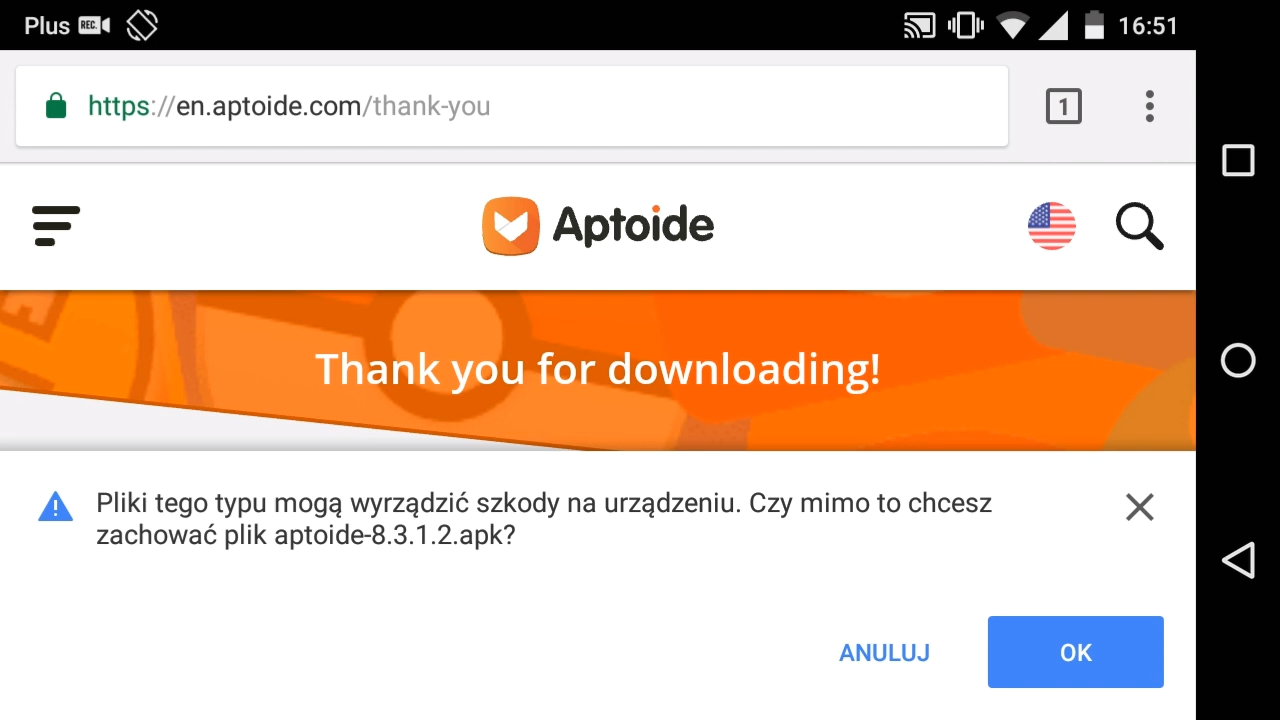 Plus REC. 16:51
https://en.aptoide.com/thank-you 1
Aptoide
Thank you for downloading!
Pliki tego typu mogą wyrządzić szkody na urządzeniu. Czy mimo to chcesz
zachować plik aptoide-8.3.1.2.apk?
ANULUJ OK